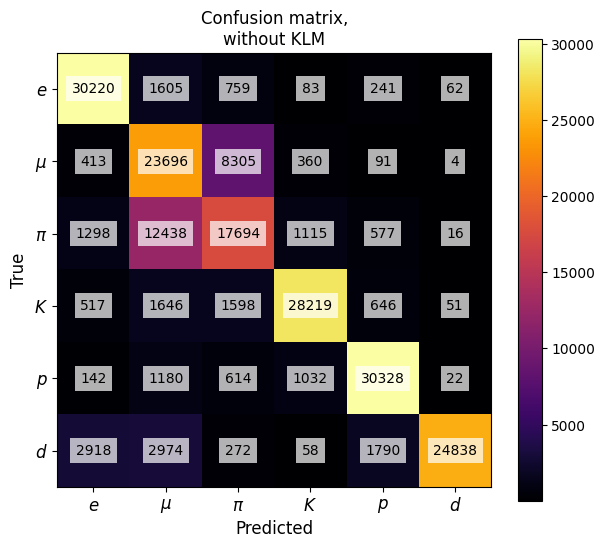 Confusion matrix,
without KLM
True
e 30220 1605 759 83 241 62
μ 413 23696 8305 360 91 4
π 1298 12438 17694 1115 577 16
K 517 1646 1598 28219 646 51
p 142 1180 614 1032 30328 22
d 2918 2974 272 58 1790 24838
e μ π K p d
Predicted
30000
25000
20000
15000
10000
5000